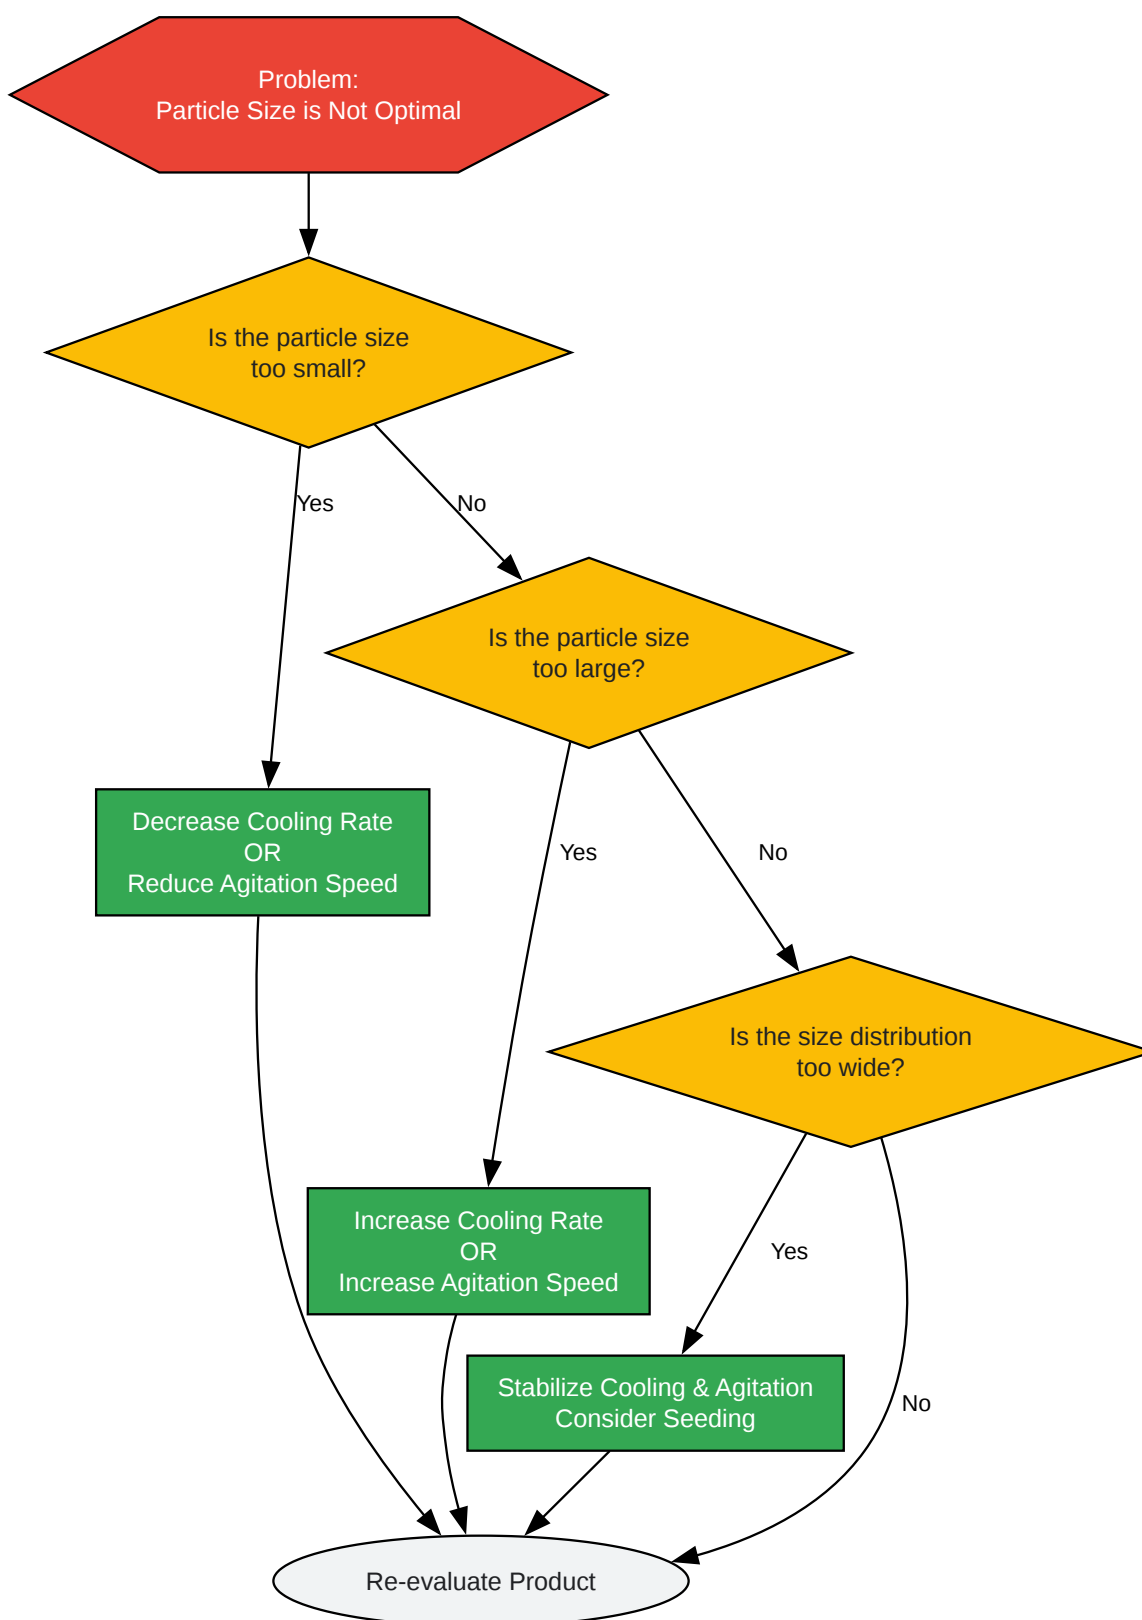 Problem:
Particle Size is Not Optimal
Is the particle size
too small?
Yes
No
Is the particle size
too large?
Decrease Cooling Rate
OR
Reduce Agitation Speed
Yes
No
Is the size distribution
too wide?
Increase Cooling Rate
OR
Increase Agitation Speed
Yes
Stabilize Cooling & Agitation
Consider Seeding
No
Re-evaluate Product